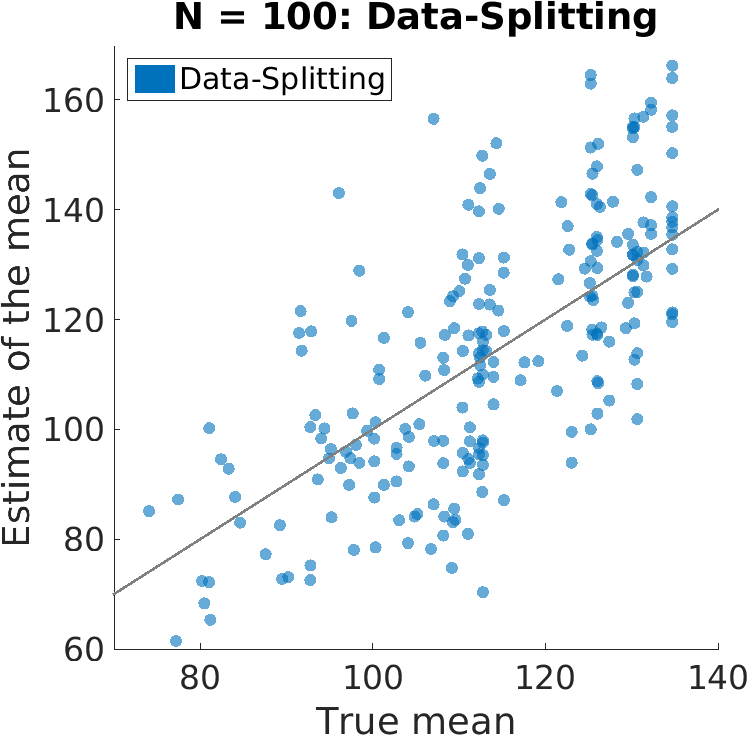 N = 100: Data-Splitting
Data-Splitting
160
140
120
100
80
60
Estimate of the mean
80 100 120 140
True mean